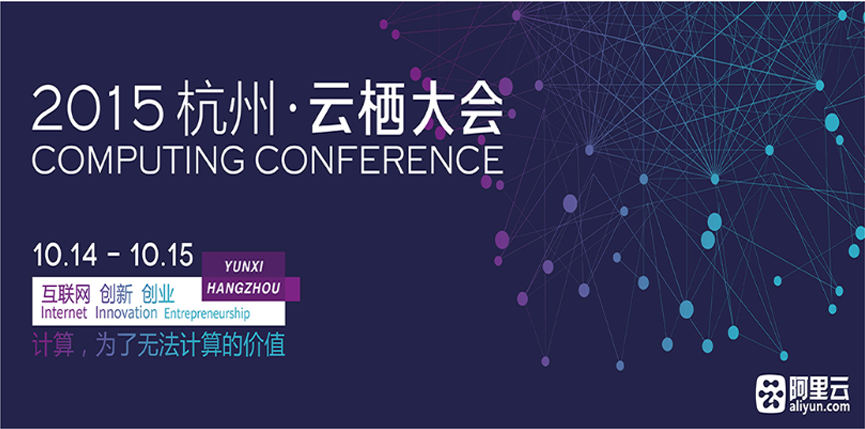 2015 杭州·云栖大会
COMPUTING CONFERENCE
10.14 - 10.15
YUNXI
HANGZHOU
互联网 创新 创业
Internet Innovation Entrepreneurship
计算，为了无法计算的价值
阿里云
aliyun.com